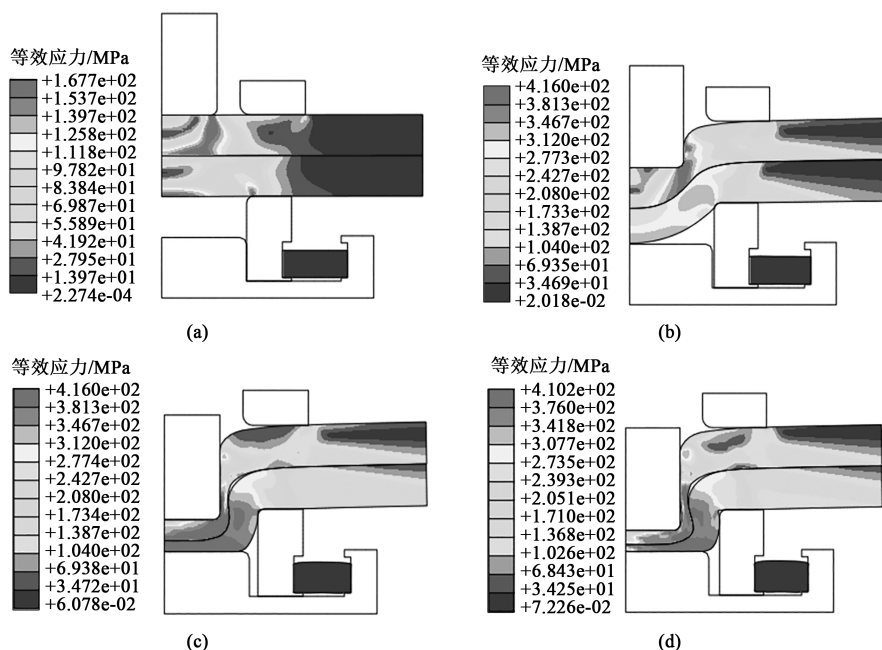 等效应力/MPa
+1.677e+02
+1.537e+02
+1.397e+02
+1.258e+02
+1.118e+02
+9.782e+01
+8.384e+01
+6.987e+01
+5.589e+01
+4.192e+01
+2.795e+01
+1.397e+01
+2.274e-04
(a)
等效应力/MPa
+4.160e+02
+3.813e+02
+3.467e+02
+3.120e+02
+2.773e+02
+2.427e+02
+2.080e+02
+1.733e+02
+1.387e+02
+1.040e+02
+6.935e+01
+3.469e+01
+2.018e-02
(b)
等效应力/MPa
+4.160e+02
+3.813e+02
+3.467e+02
+3.120e+02
+2.774e+02
+2.427e+02
+2.080e+02
+1.734e+02
+1.387e+02
+1.040e+02
+6.938e+01
+3.472e+01
+6.078e-02
(c)
等效应力/MPa
+4.102e+02
+3.760e+02
+3.418e+02
+3.077e+02
+2.735e+02
+2.393e+02
+2.051e+02
+1.710e+02
+1.368e+02
+1.026e+02
+6.843e+01
+3.425e+01
+7.226e-02
(d)